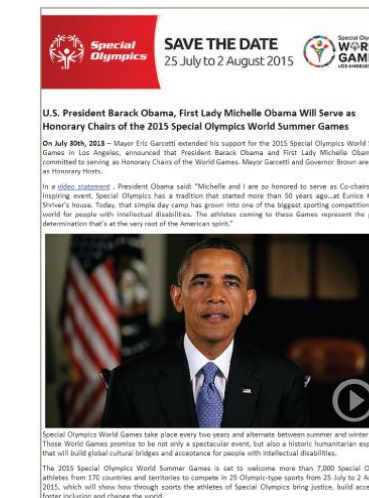 Special
Olympics
SAVE THE DATE
25 July to 2 August 2015
Special Oly
W RL
GAM
LOS ANGELES
U.S. President Barack Obama, First Lady Michelle Obama Will Serve as
Honorary Chairs of the 2015 Special Olympics World Summer Games
On July 30th, 2013 – Mayor Eric Garcetti extended his support for the 2015 Special Olympics World
Games in Los Angeles, announced that President Barack Obama and First Lady Michelle Obam
committed to serving as Honorary Chairs of the World Games. Mayor Garcetti and Governor Brown are
as Honorary Hosts.
In a video statement , President Obama said: "Michelle and I are so honored to serve as Co-chairs
inspiring event. Special Olympics has a tradition that started more than 50 years ago...at Eunice K
Shriver's house. Today, that simple day camp has grown into one of the biggest sporting competition
world for people with intellectual disabilities. The athletes coming to these Games represent the
determination that's at the very root of the American spirit."
Special Olympics World Games take place every two years and alternate between summer and winter
Those World Games promise to be not only a spectacular event, but also a historic humanitarian exp
that will build global cultural bridges and acceptance for people with intellectual disabilities.
The 2015 Special Olympics World Summer Games is set to welcome more than 7,000 Special O
athletes from 170 countries and territories to compete in 25 Olympic-type sports from 25 July to 2 Au
2015, which will show how through sports the athletes of Special Olympics bring justice, build acce
foster inclusion and change the world.